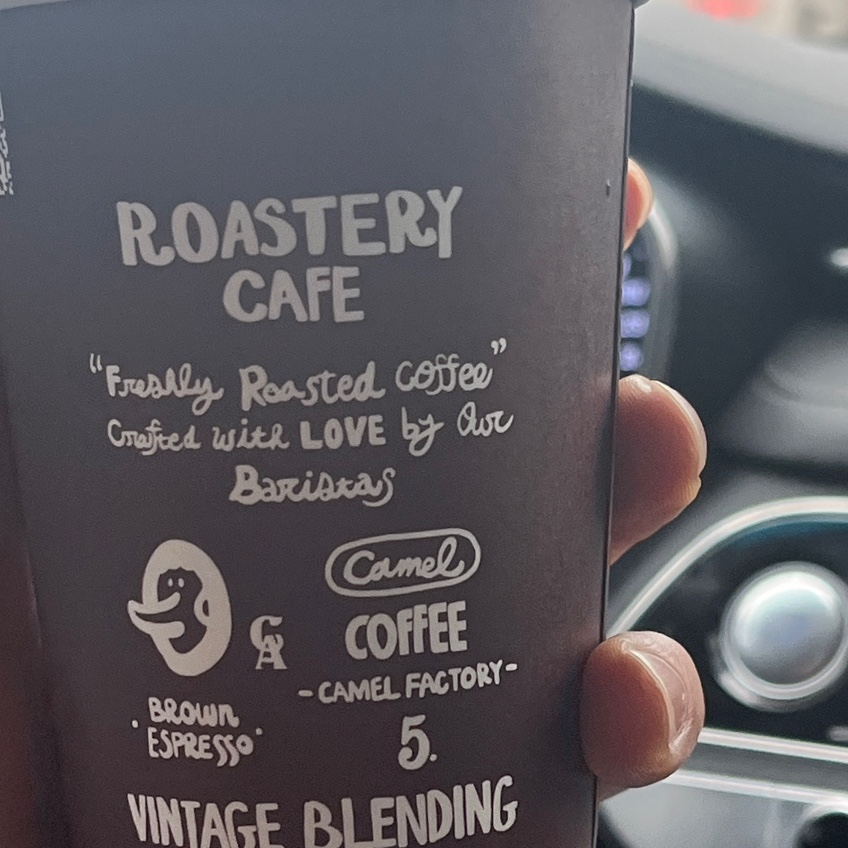 ROASTERY
CAFE
"Freshly Roasted Coffee"
Crafted with LOVE by Our
Baristas
Camel
COFFEE
-CAMEL FACTORY-
5.
CA
. BROWN
ESPRESSO.
VINTAGE BLENDING